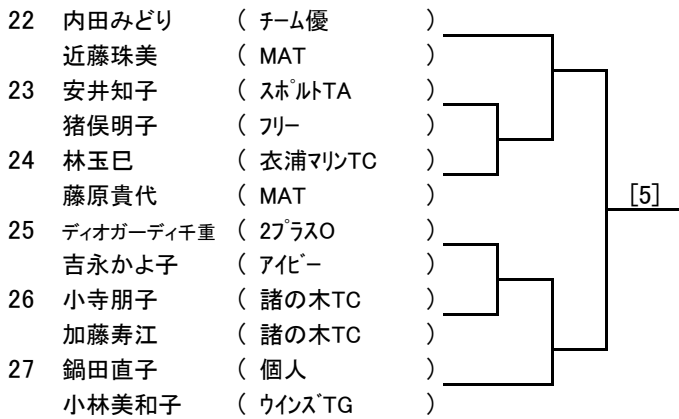 22 内田みどり ( チーム優 )
近藤珠美 ( MAT )
23 安井知子 ( スポルトTA )
猪俣明子 ( フリー )
24 林玉巳 ( 衣浦マリンTC )
藤原貴代 ( MAT )
[5]
25 ディオガーディ千重 ( 2プラスO )
吉永かよ子 ( アイビー )
26 小寺朋子 ( 諸の木TC )
加藤寿江 ( 諸の木TC )
27 鍋田直子 ( 個人 )
小林美和子 ( ウインズTG )